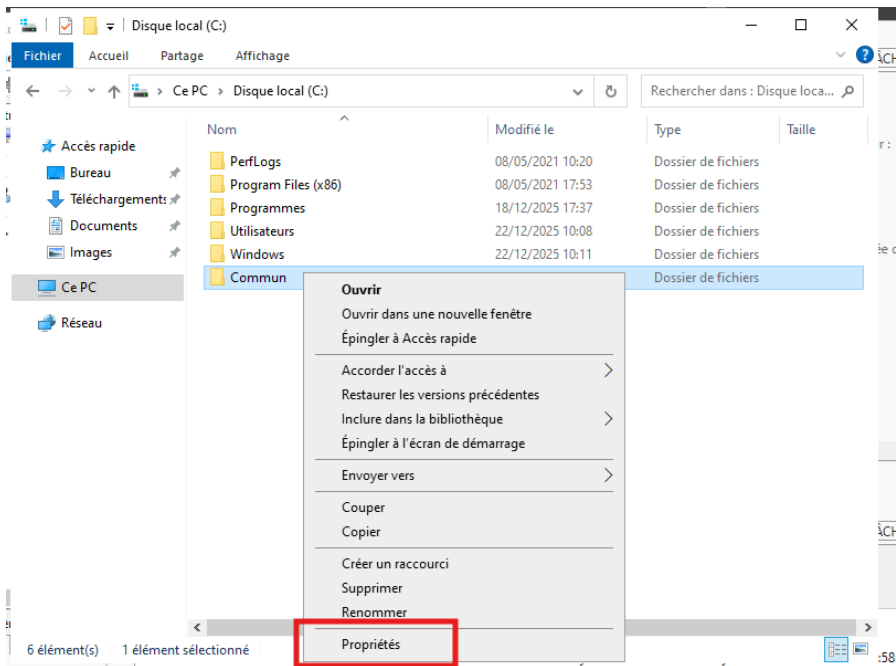 Disque local (C:)
Fichier Accueil Partage Affichage
Ce PC > Disque local (C:)
Rechercher dans : Disque loca...
Nom Modifié le Type Taille
Accès rapide
Bureau
Téléchargements
Documents
Images
Ce PC
Réseau
PerfLogs 08/05/2021 10:20 Dossier de fichiers
Program Files (x86) 08/05/2021 17:53 Dossier de fichiers
Programmes 18/12/2025 17:37 Dossier de fichiers
Utilisateurs 22/12/2025 10:08 Dossier de fichiers
Windows 22/12/2025 10:11 Dossier de fichiers
Commun Dossier de fichiers
Ouvrir
Ouvrir dans une nouvelle fenêtre
Épingler à Accès rapide
Accorder l'accès à
Restaurer les versions précédentes
Inclure dans la bibliothèque
Épingler à l'écran de démarrage
Envoyer vers
Couper
Copier
Créer un raccourci
Supprimer
Renommer
Propriétés
6 élément(s) 1 élément sélectionné